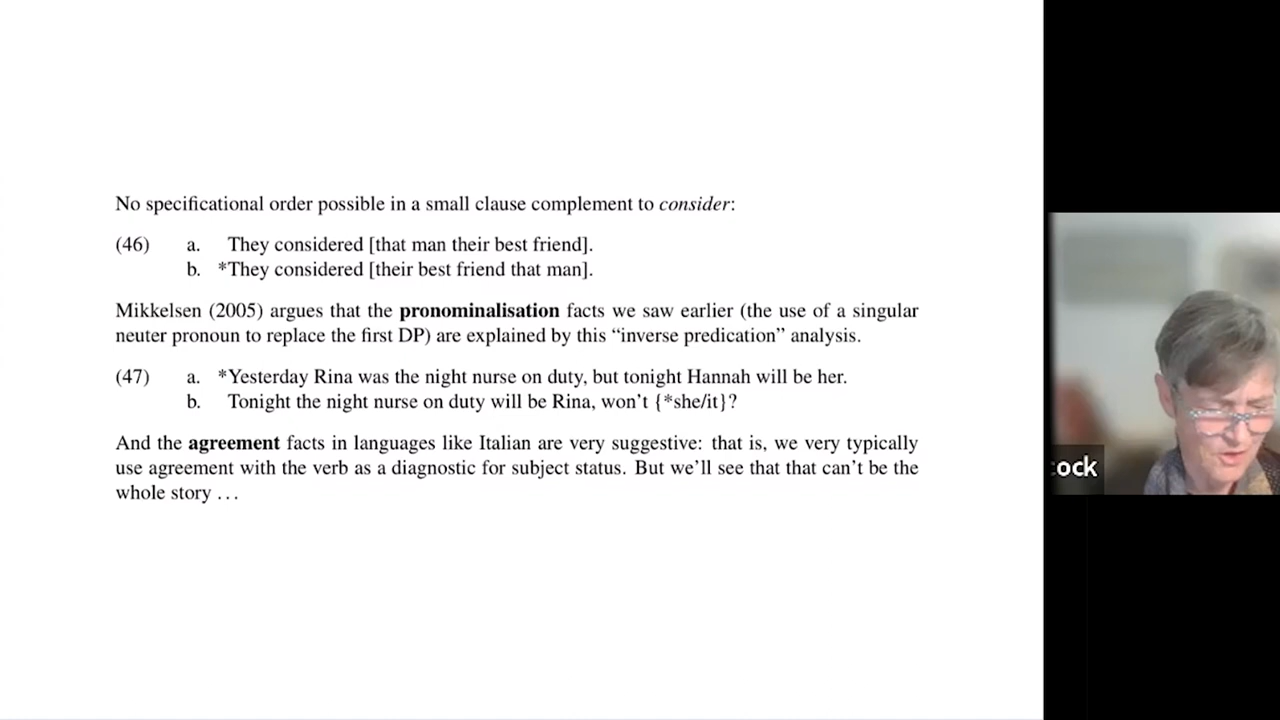 No specificational order possible in a small clause complement to consider:
(46) a. They considered [that man their best friend].
b. *They considered [their best friend that man].
Mikkelsen (2005) argues that the pronominalisation facts we saw earlier (the use of a singular
neuter pronoun to replace the first DP) are explained by this “inverse predication” analysis.
(47) a. *Yesterday Rina was the night nurse on duty, but tonight Hannah will be her.
b. Tonight the night nurse on duty will be Rina, won’t {*she/it}?
And the agreement facts in languages like Italian are very suggestive: that is, we very typically
use agreement with the verb as a diagnostic for subject status. But we’ll see that that can’t be the
whole story . . .
cock